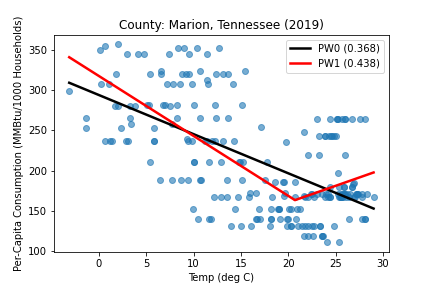 County: Marion, Tennessee (2019)
Per-Capita Consumption (MMBtu/1000 Households)
350
300
250
200
150
100
PW0 (0.368)
PW1 (0.438)
0 5 10 15 20 25 30
Temp (deg C)